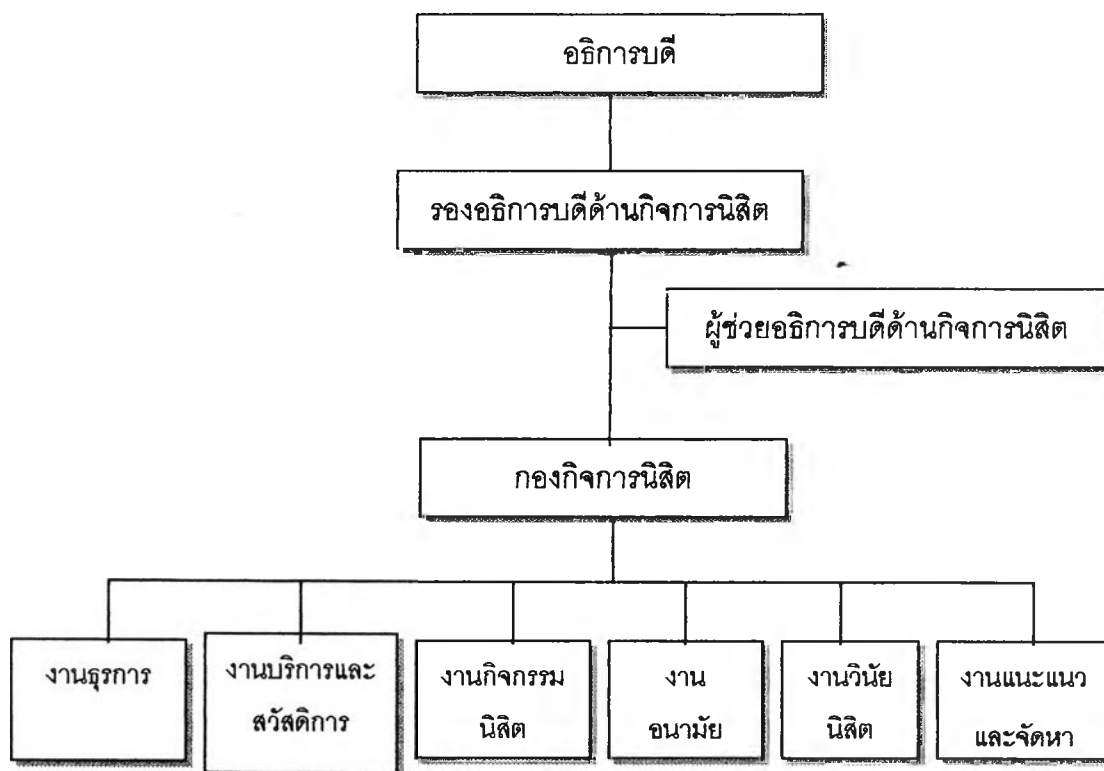 อธิการบดี
รองอธิการบดีด้านกิจการนิสิต
ผู้ช่วยอธิการบดีด้านกิจการนิสิต
กองกิจการนิสิต
งานธุรการ
งานบริการและ
สวัสดิการ
งานกิจกรรม
นิสิต
งาน
อนามัย
งานวินัย
นิสิต
งานแนะแนว
และจัดหา